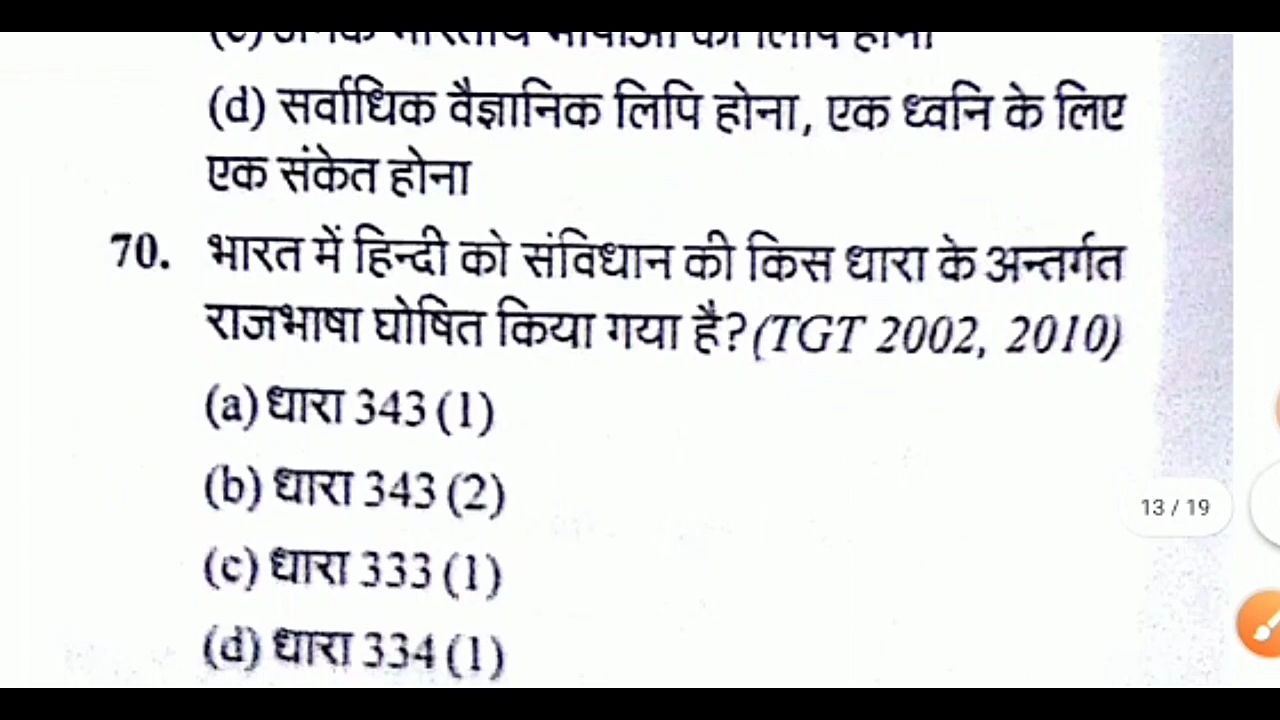 (d) सर्वाधिक वैज्ञानिक लिपि होना, एक ध्वनि के लिए
एक संकेत होना
70. भारत में हिन्दी को संविधान की किस धारा के अन्तर्गत
राजभाषा घोषित किया गया है? (TGT 2002, 2010)
(a) धारा 343 (1)
(b) धारा 343 (2)
(c) धारा 333 (1)
13 / 19
(d) धारा 334 (1)